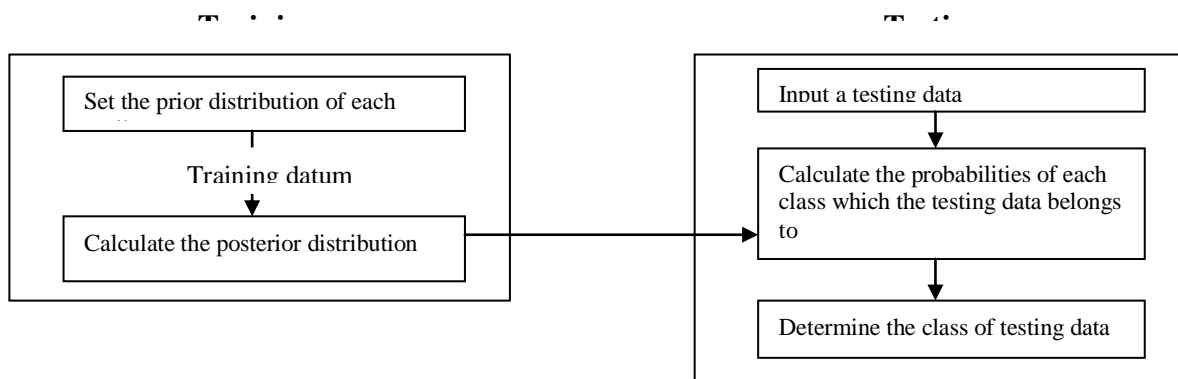 Set the prior distribution of each
Training datum
Calculate the posterior distribution
Input a testing data
Calculate the probabilities of each
class which the testing data belongs
to
Determine the class of testing data